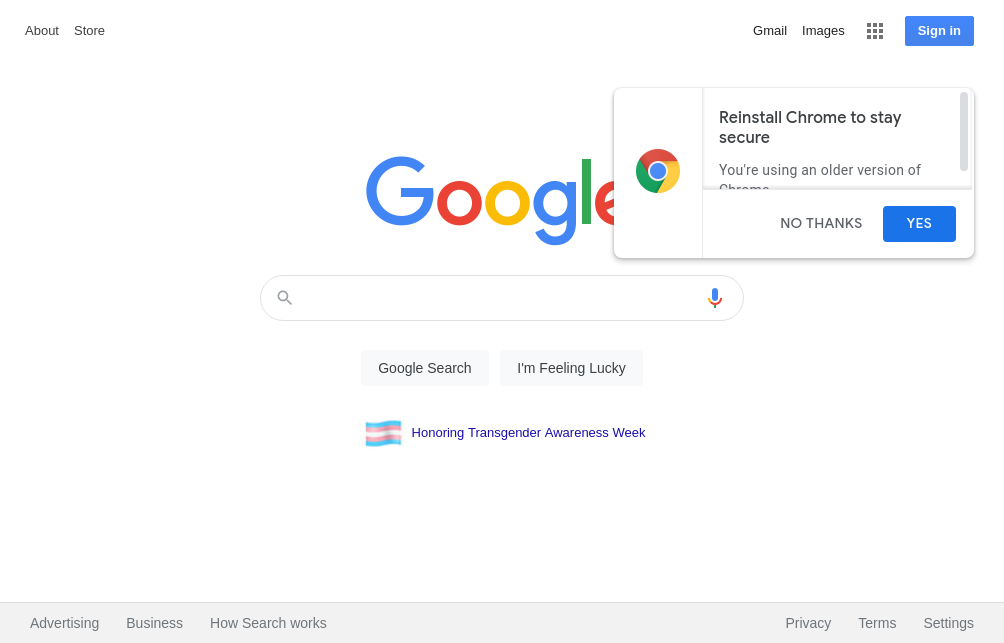 About Store
Gmail Images Sign in
Google
Reinstall Chrome to stay
secure
You're using an older version of
Chrome
NO THANKS YES
Google Search I'm Feeling Lucky
Honoring Transgender Awareness Week
Advertising Business How Search works
Privacy Terms Settings